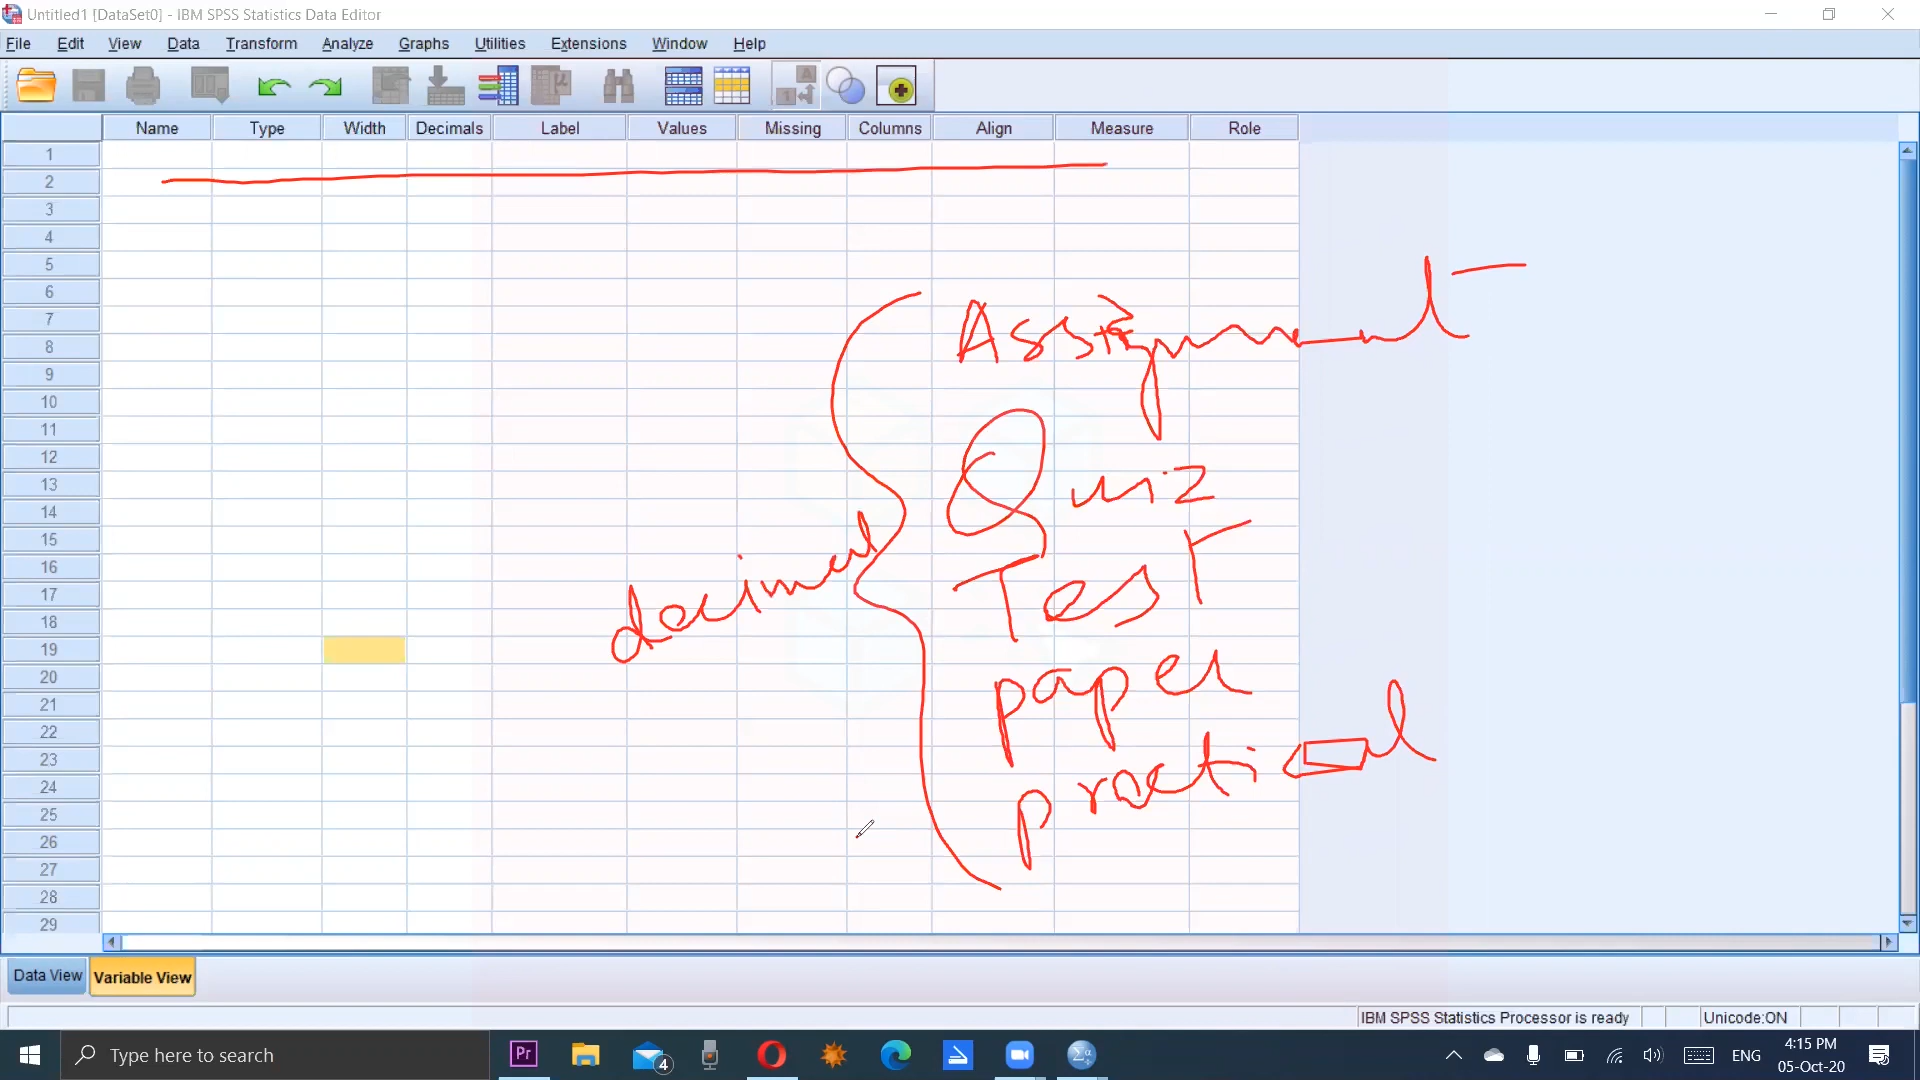 Untitled1 [DataSet0] - IBM SPSS Statistics Data Editor
File Edit View Data Transform Analyze Graphs Utilities Extensions Window Help
Name Type Width Decimals Label Values Missing Columns Align Measure Role
1
2
3
4
5
6
7
8
9
10
11
12
13
14
15
16
17
18
19
20
21
22
23
24
25
26
27
28
29
Assignment
Quiz
Test
paper
practical
decimal
Data View Variable View
IBM SPSS Statistics Processor is ready Unicode:ON
Type here to search
Pr
4
Σα
ENG
4:15 PM
05-Oct-20